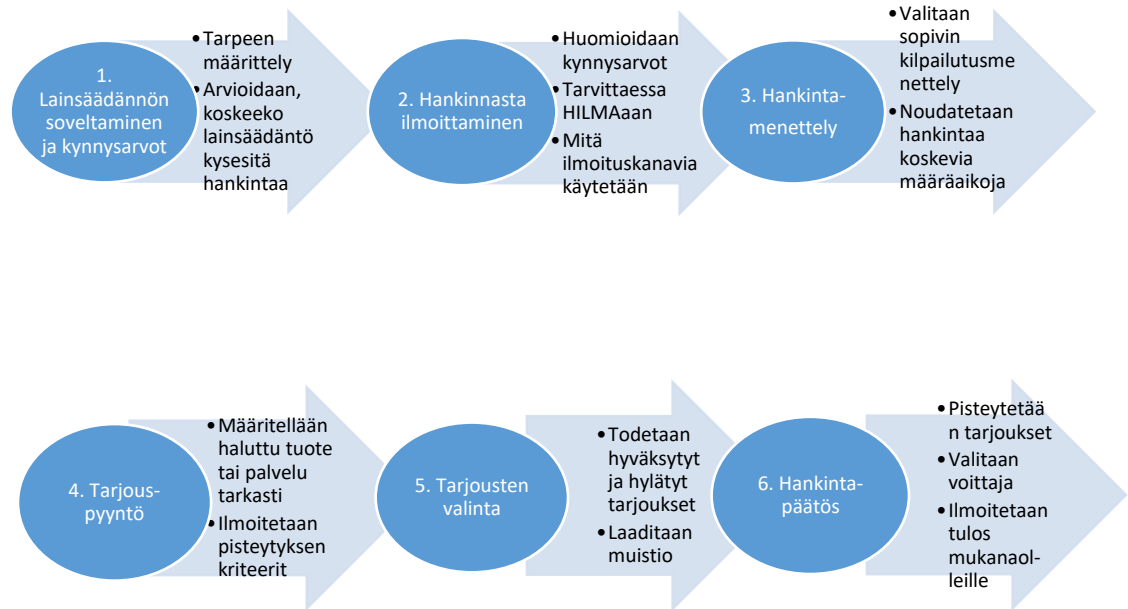 1.
Lainsäädännön
soveltaminen
ja kynnysarvot
•Tarpeen
määrittely
•Arvioidaan,
koskeeko
lainsäädäntö
kysesitä
hankintaa
2. Hankinnasta
ilmoittaminen
•Huomioidaan
kynnysarvot
•Tarvittaessa
HILMAaan
•Mitä
ilmoituskanavia
käytetään
3. Hankinta-
menettely
•Valitaan
sopivin
kilpailutusme
nettely
•Noudatetaan
hankintaa
koskevia
määräaikoja
4. Tarjous-
pyyntö
•Määritellään
haluttu tuote
tai palvelu
tarkasti
•Ilmoitetaan
pisteytyksen
kriteerit
5. Tarjousten
valinta
•Todetaan
hyväksytyt
ja hylätyt
tarjoukset
•Laaditaan
muistio
6. Hankinta-
päätös
•Pisteytetää
n tarjoukset
•Valitaan
voittaja
•Ilmoitetaan
tulos
mukanaol-
leille